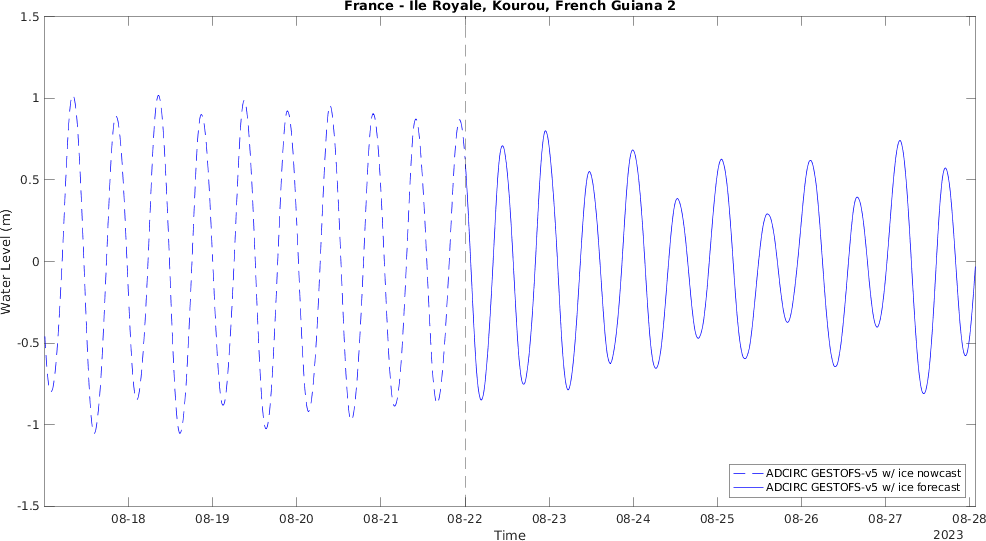 France - Ile Royale, Kourou, French Guiana 2
Water Level (m)
1.5
1
0.5
0
-0.5
-1
-1.5
08-18 08-19 08-20 08-21 08-22 08-23 08-24 08-25 08-26 08-27 08-28
Time
2023
ADCIRC GESTOFS-v5 w/ ice nowcast
ADCIRC GESTOFS-v5 w/ ice forecast